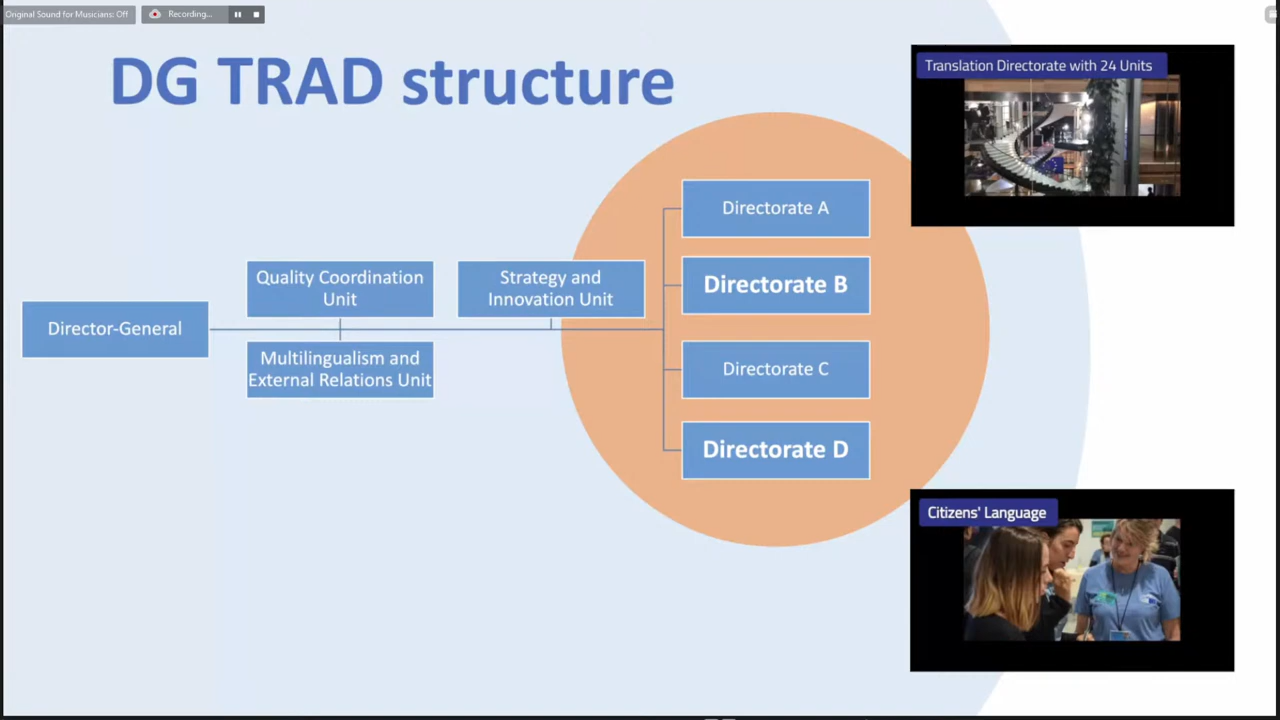 Original Sound for Musicians: Off
Recording...
DG TRAD structure
Translation Directorate with 24 Units
Directorate A
Quality Coordination
Unit
Strategy and
Innovation Unit
Directorate B
Director-General
Multilingualism and
External Relations Unit
Directorate C
Directorate D
Citizens' Language